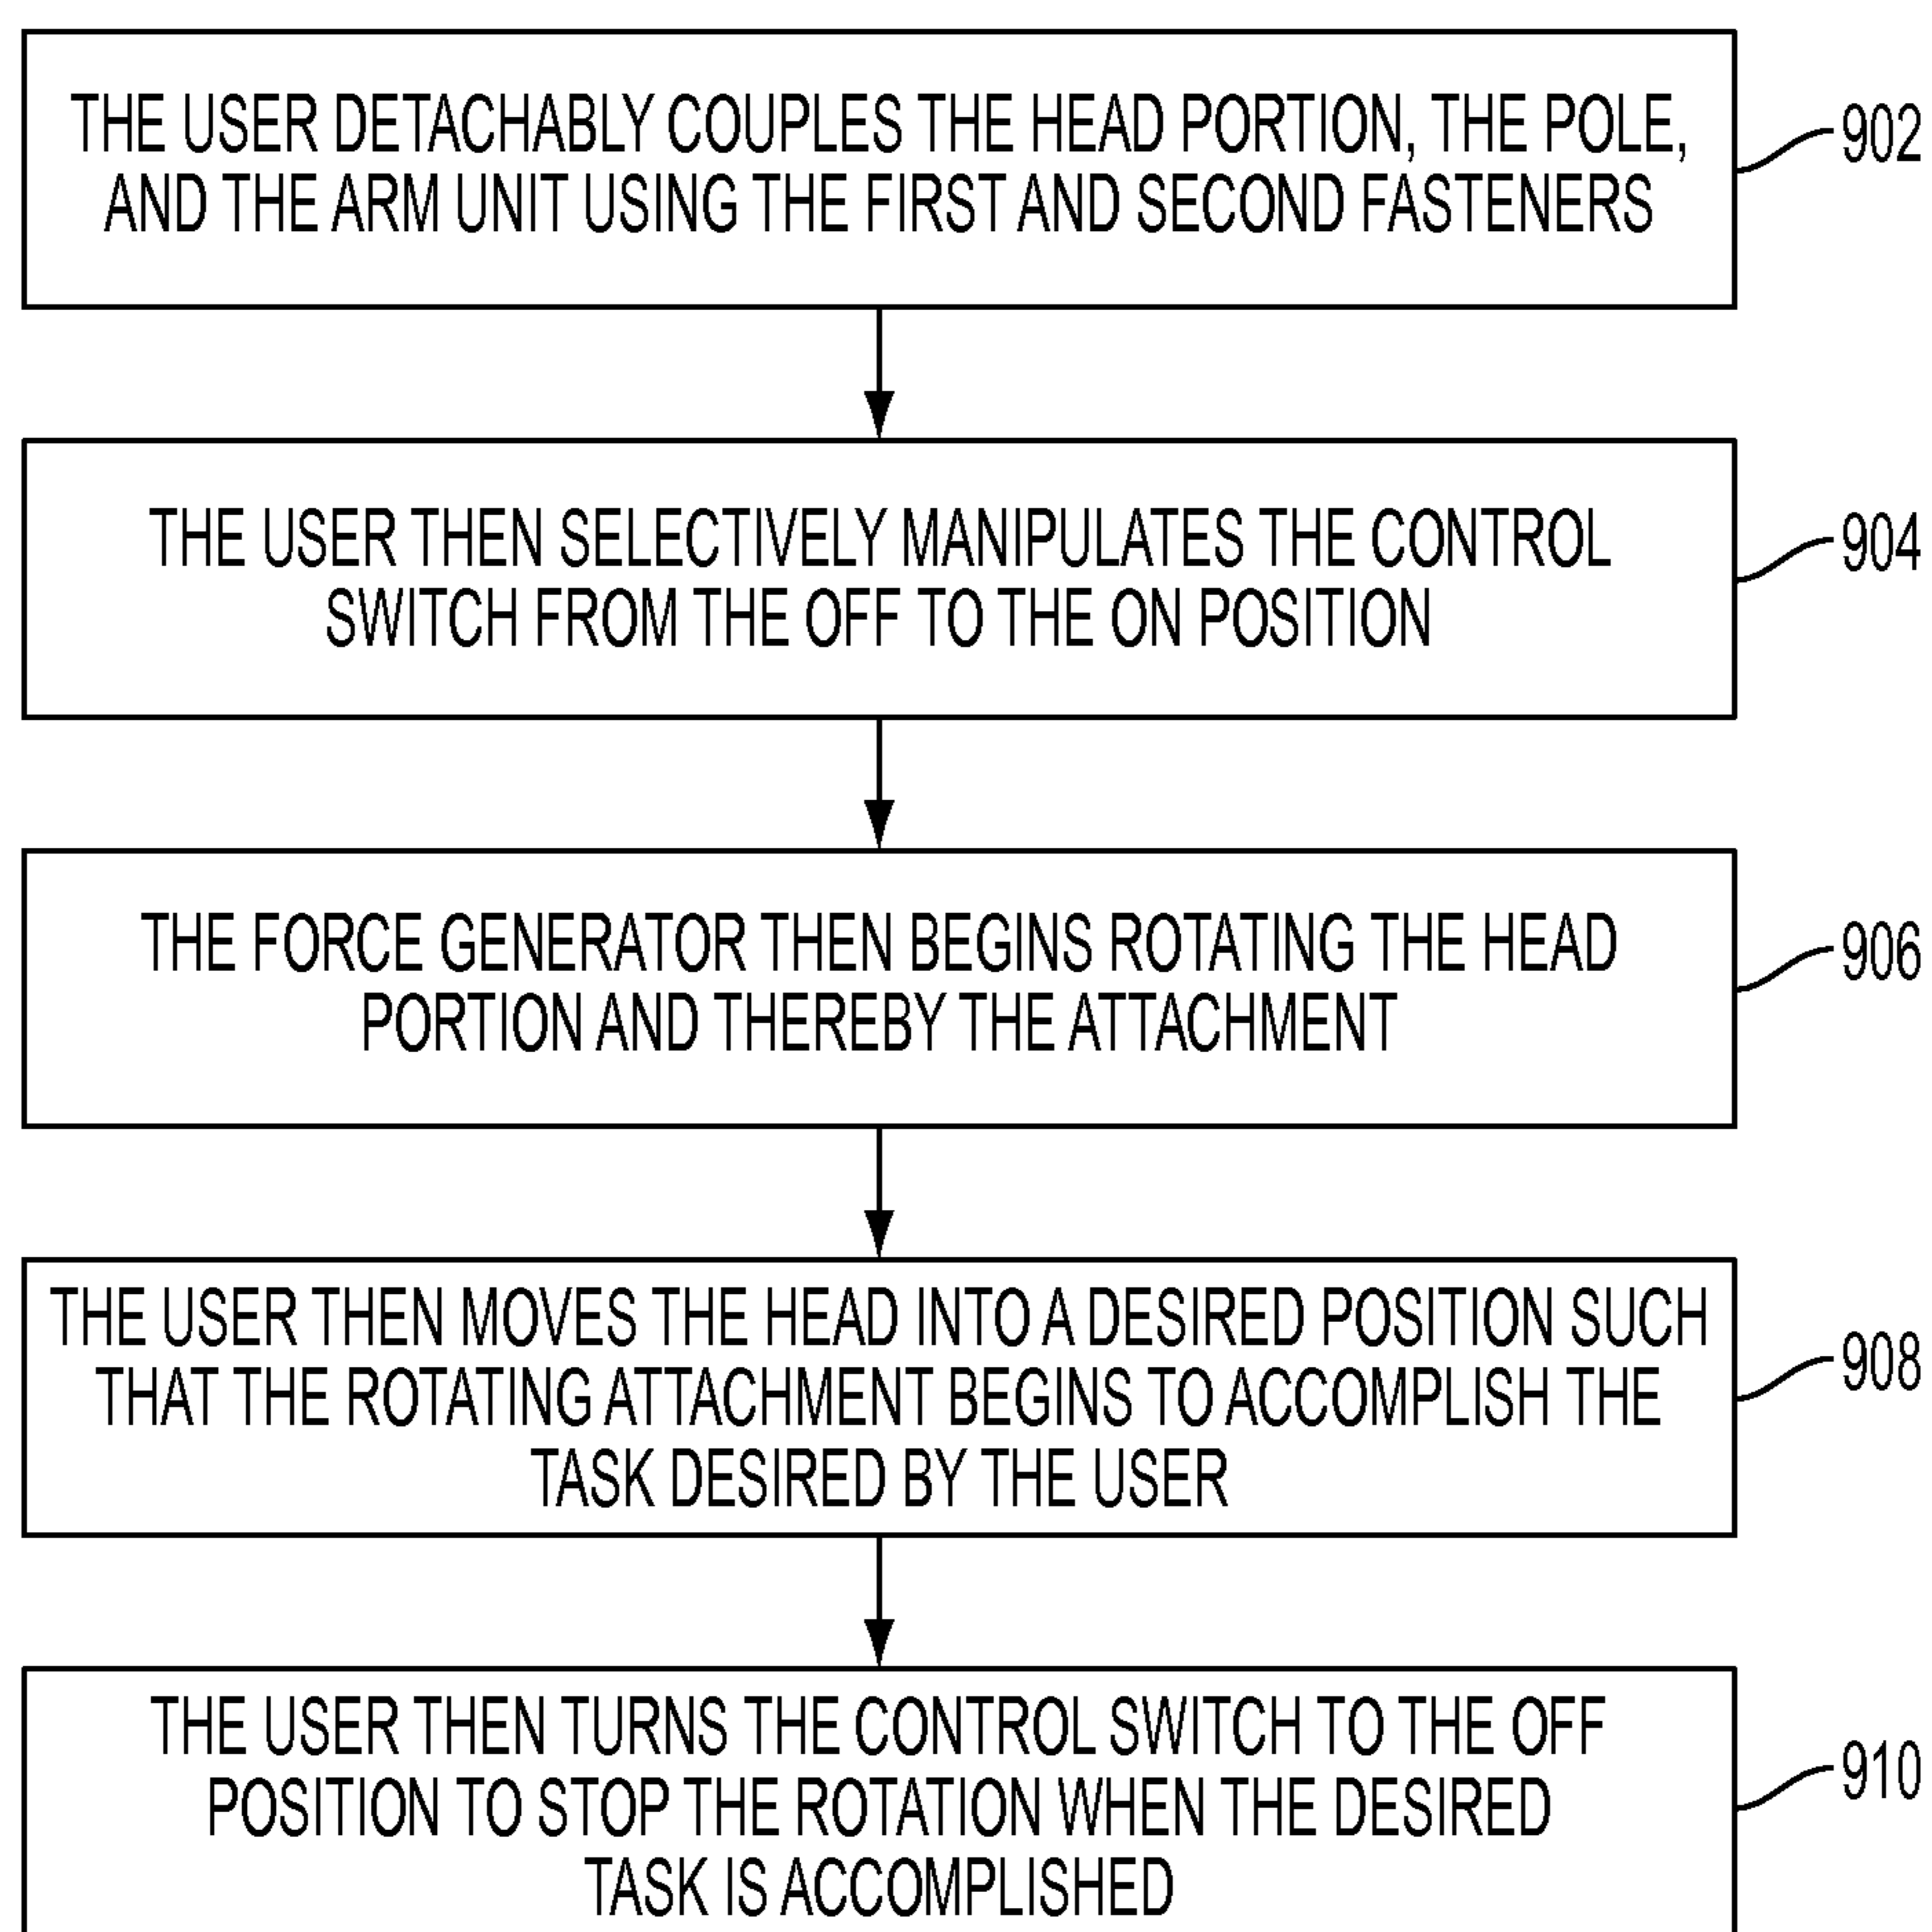 THE USER DETACHABLY COUPLES THE HEAD PORTION, THE POLE,
AND THE ARM UNIT USING THE FIRST AND SECOND FASTENERS
902
THE USER THEN SELECTIVELY MANIPULATES THE CONTROL
SWITCH FROM THE OFF TO THE ON POSITION
904
THE FORCE GENERATOR THEN BEGINS ROTATING THE HEAD
PORTION AND THEREBY THE ATTACHMENT
906
THE USER THEN MOVES THE HEAD INTO A DESIRED POSITION SUCH
THAT THE ROTATING ATTACHMENT BEGINS TO ACCOMPLISH THE
TASK DESIRED BY THE USER
908
THE USER THEN TURNS THE CONTROL SWITCH TO THE OFF
POSITION TO STOP THE ROTATION WHEN THE DESIRED
TASK IS ACCOMPLISHED
910